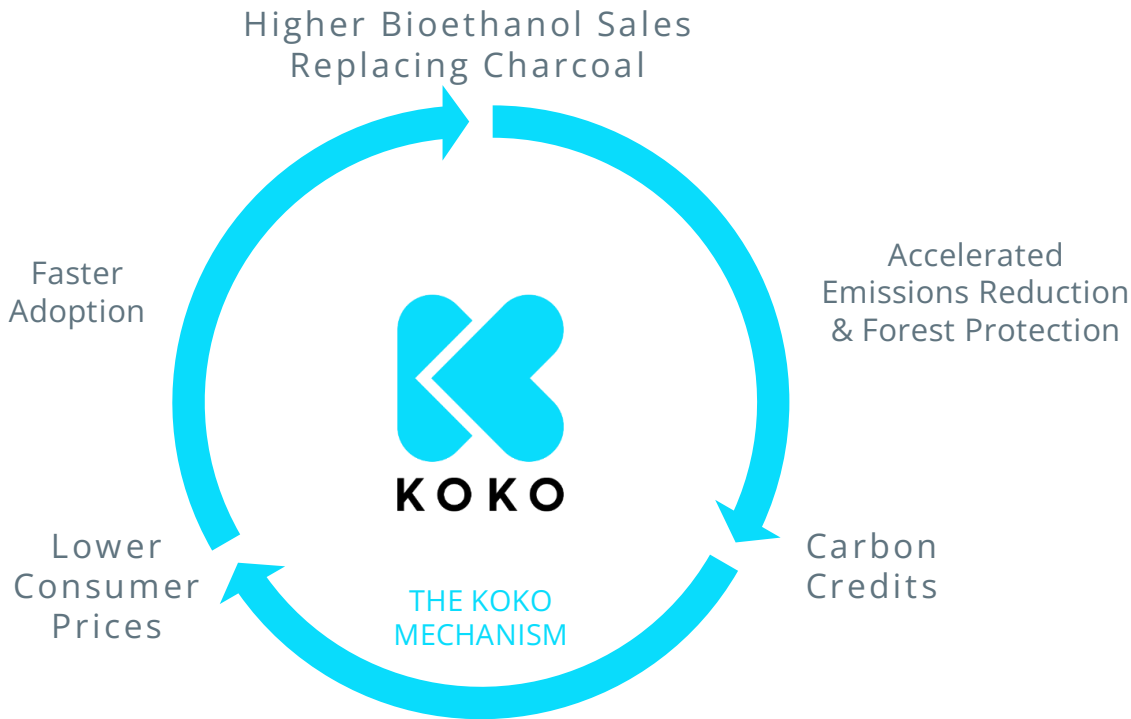 Higher Bioethanol Sales
Replacing Charcoal
Accelerated
Emissions Reduction
& Forest Protection
Carbon
Credits
Lower
Consumer
Prices
Faster
Adoption
KOKO
THE KOKO
MECHANISM